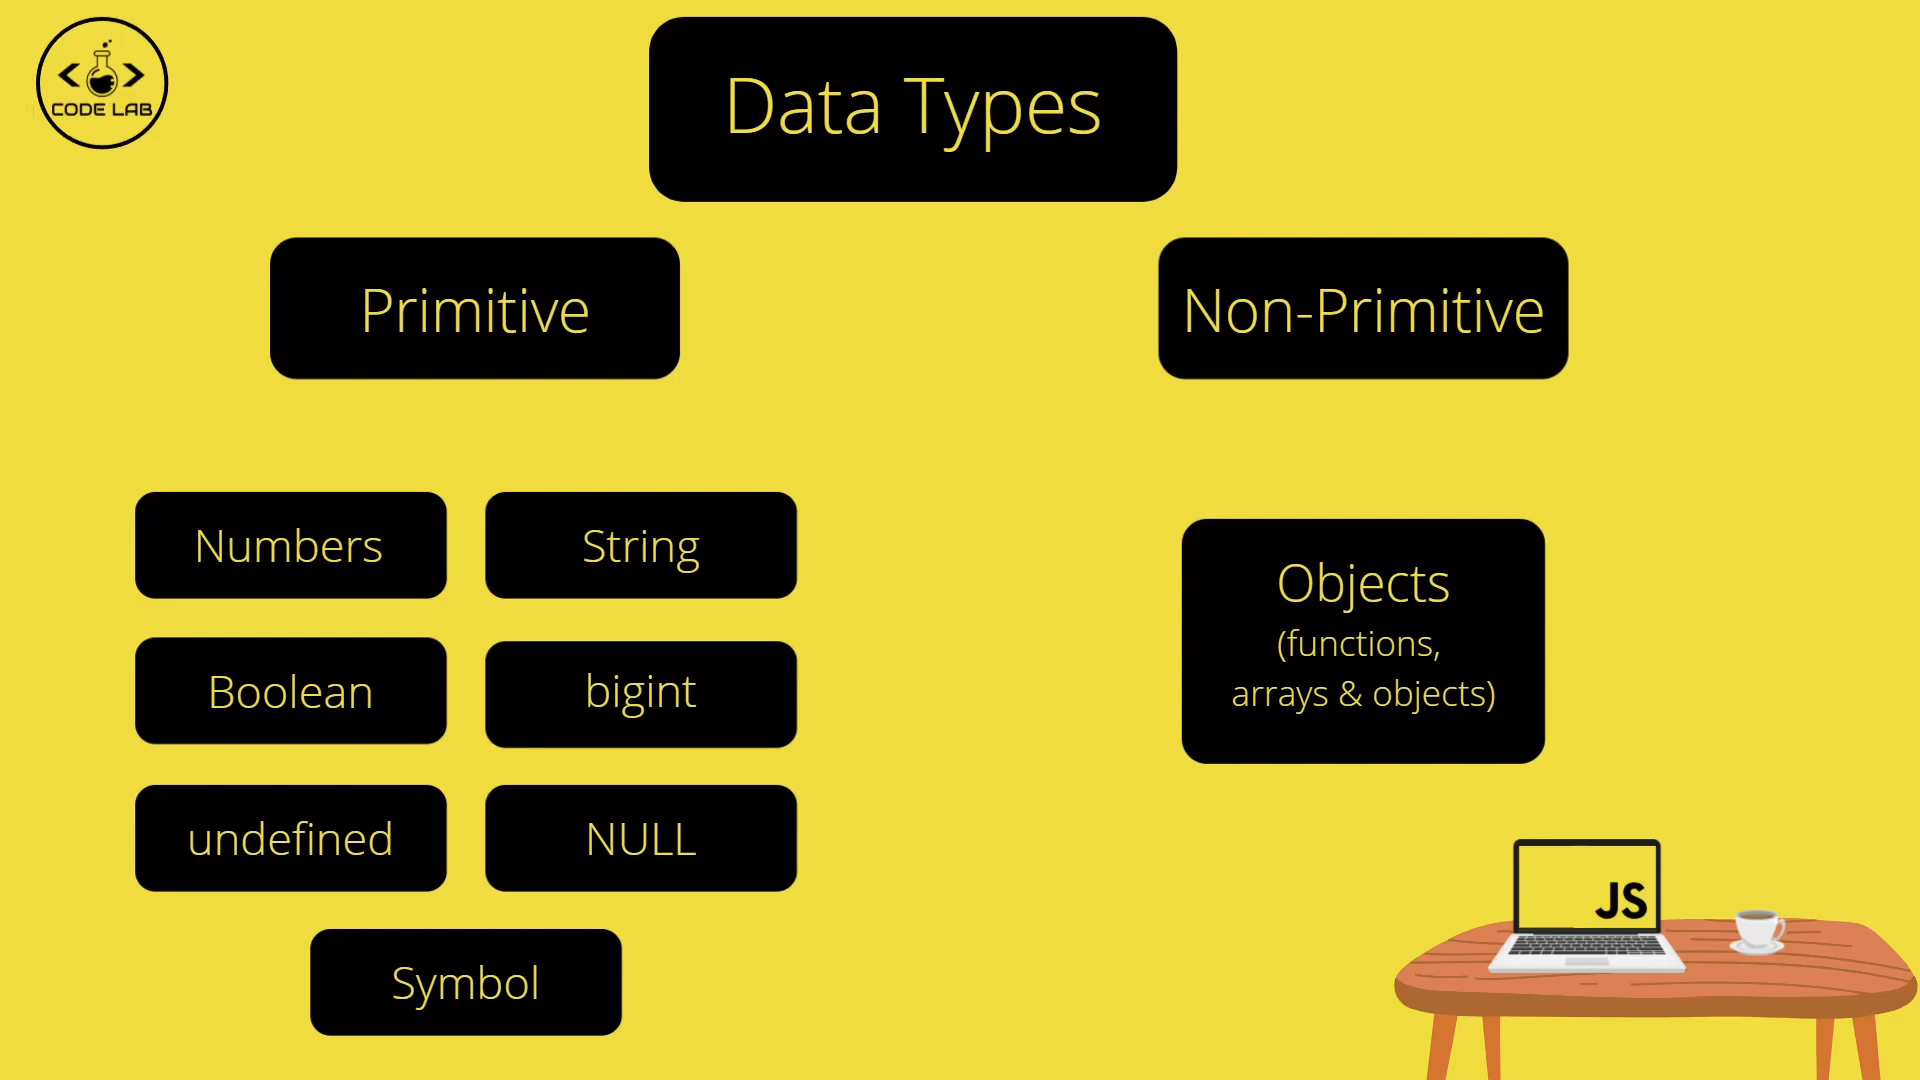 CODE LAB
Data Types
Primitive
Non-Primitive
Numbers
String
Boolean
bigint
undefined
NULL
Symbol
Objects
(functions,
arrays & objects)
JS